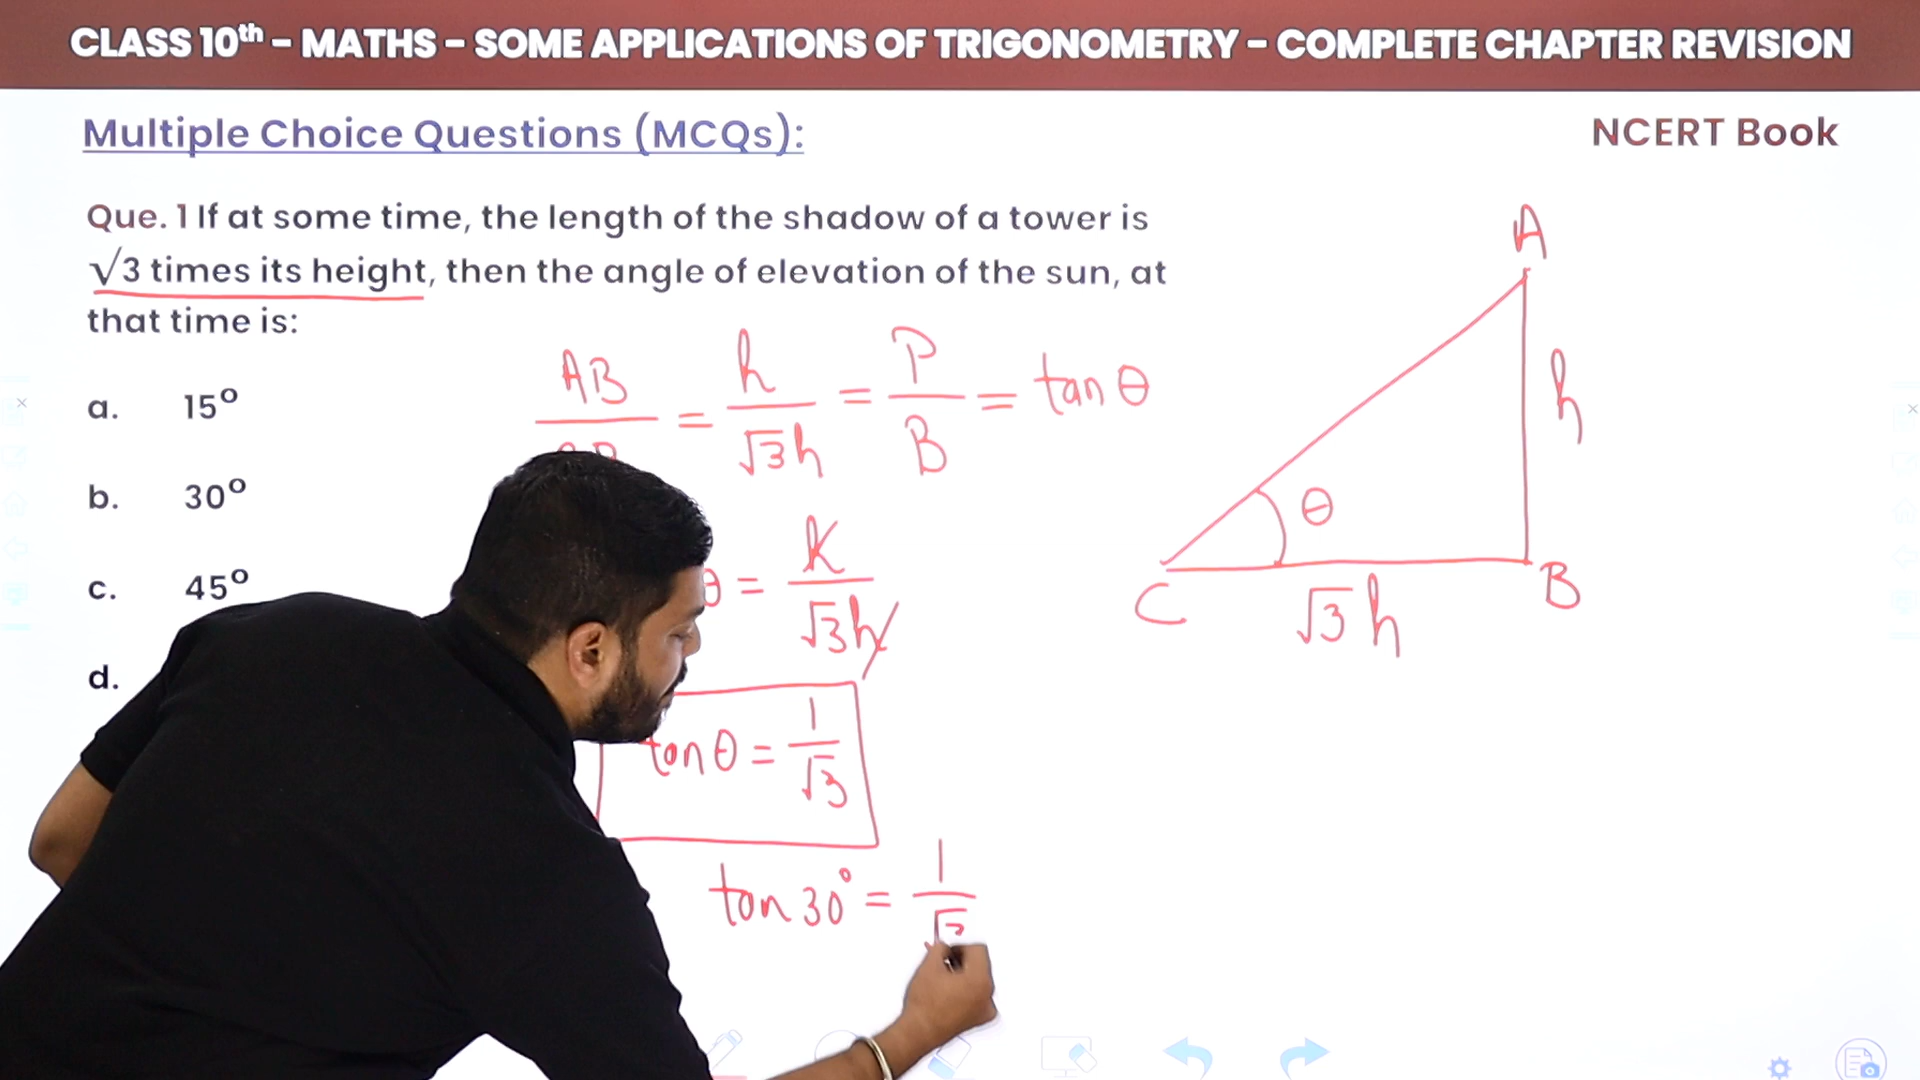 CLASS 10th – MATHS – SOME APPLICATIONS OF TRIGONOMETRY – COMPLETE CHAPTER REVISION
Multiple Choice Questions (MCQs):
NCERT Book
Que. 1 If at some time, the length of the shadow of a tower is
√3 times its height, then the angle of elevation of the sun, at
that time is:
a. 15°
b. 30°
c. 45°
d.
AB / = h / √3h = P / B = tan θ
θ = h / √3h
tan θ = 1 / √3
tan 30° = 1 / √3
A
h
θ
C
B
√3 h